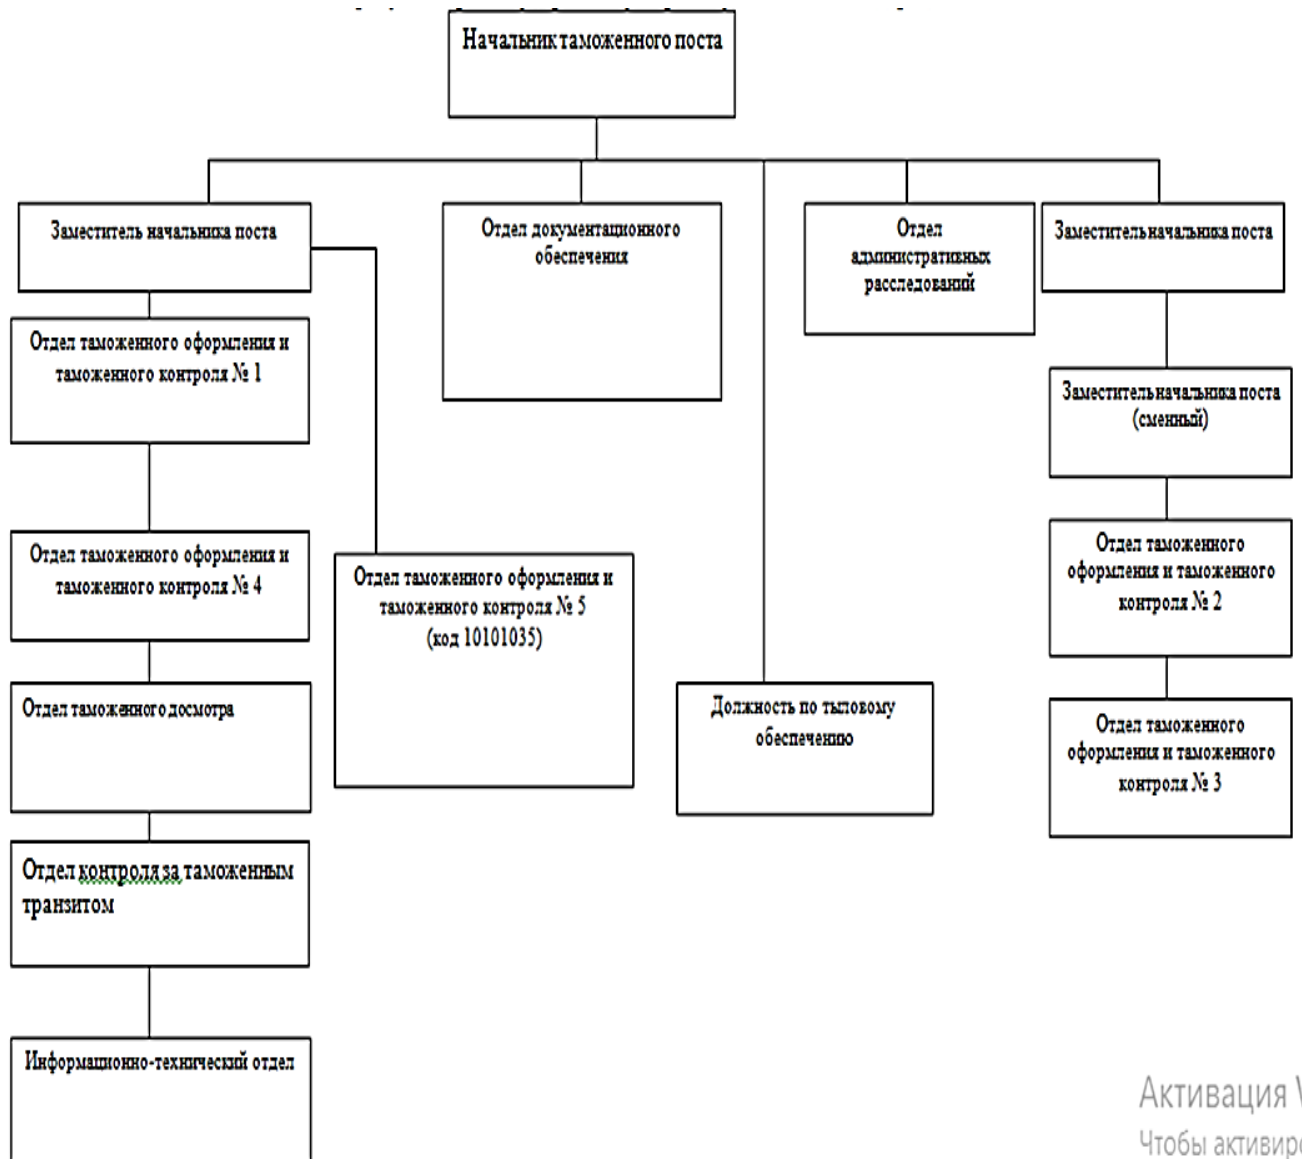 Начальник таможенного поста
Заместитель начальника поста
Отдел документационного
обеспечения
Отдел
административных
расследований
Заместитель начальника поста
Отдел таможенного оформления и
таможенного контроля № 1
Заместитель начальника поста
(сменный)
Отдел таможенного оформления и
таможенного контроля № 4
Отдел таможенного оформления и
таможенного контроля № 5
(код 10101035)
Отдел таможенного
оформления и таможенного
контроля № 2
Отдел таможенного досмотра
Должность по тыловому
обеспечению
Отдел таможенного
оформления и таможенного
контроля № 3
Отдел контроля за таможенным
транзитом
Информационно-технический отдел
Активация
Чтобы активиро